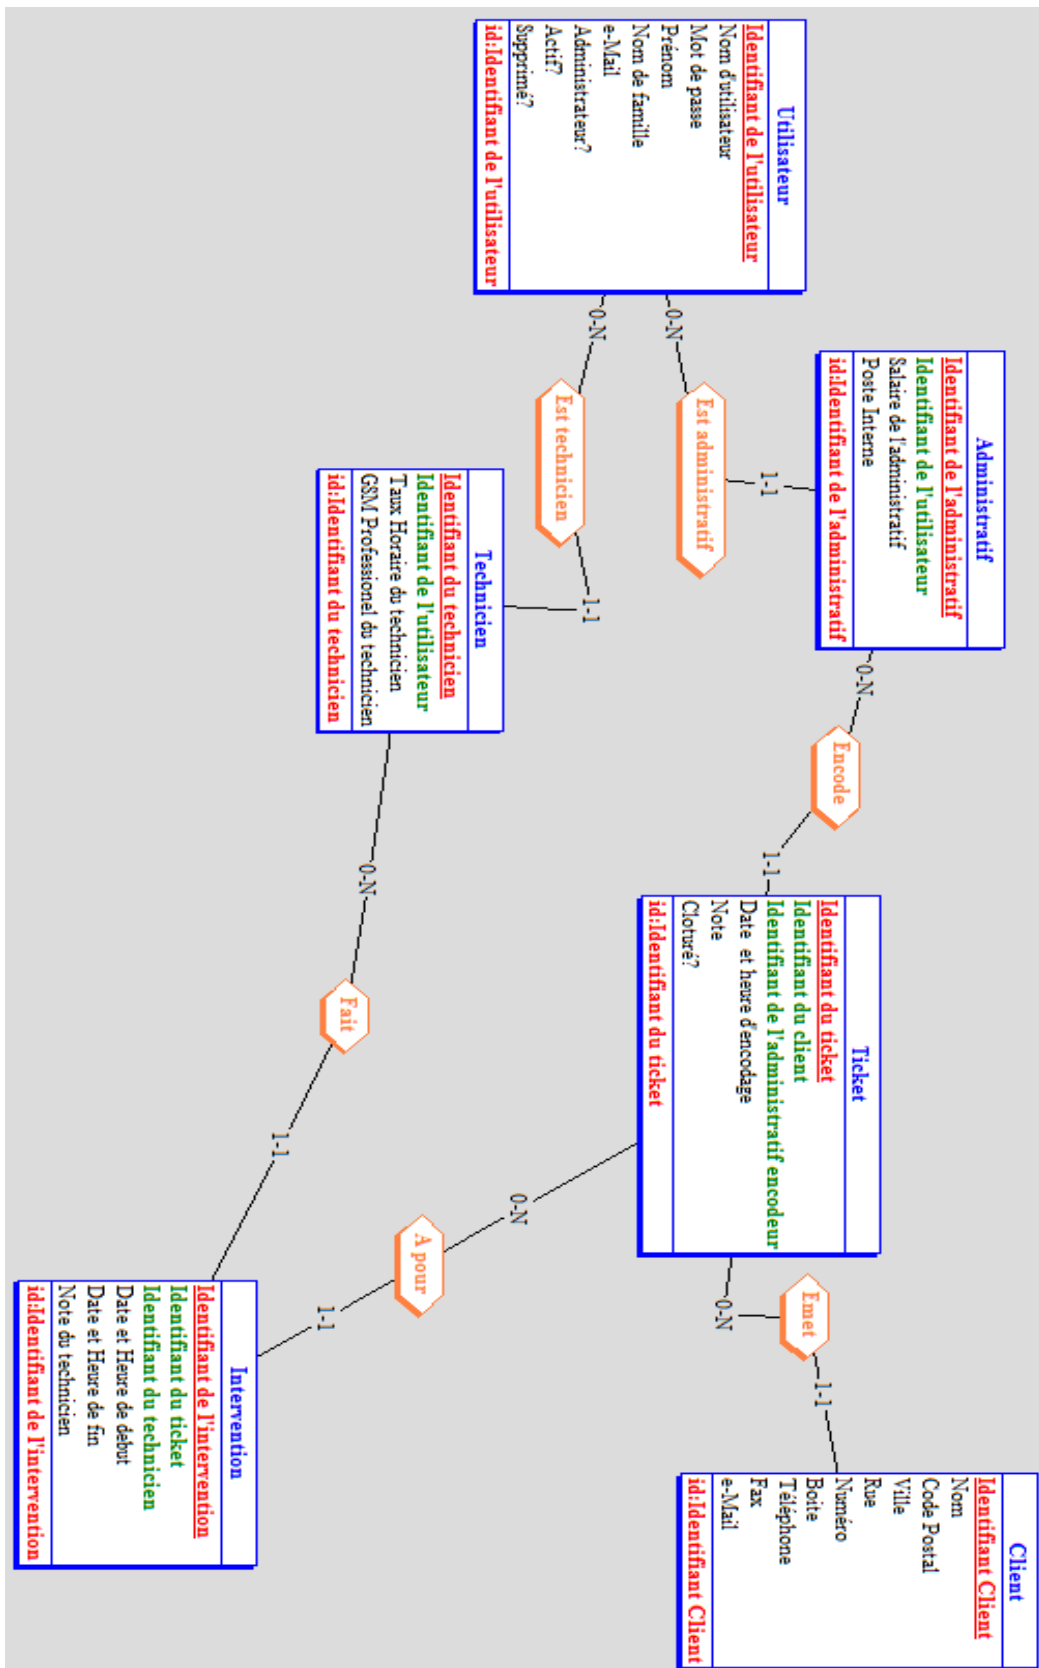 Utilisateur
Identifiant de l'utilisateur
Nom d'utilisateur
Mot de passe
Prénom
Nom de famille
e-Mail
Administrateur?
Actif?
Supprimé?
id:Identifiant de l'utilisateur
0-N
Est administratif
1-1
Administratif
Identifiant de l'administratif
Identifiant de l'utilisateur
Salaire de l'administratif
Poste Interne
id:Identifiant de l'administratif
0-N
Est technicien
1-1
Technicien
Identifiant du technicien
Identifiant de l'utilisateur
Taux Horaire du technicien
GSM Professionel du technicien
id:Identifiant du technicien
0-N
Encode
1-1
Ticket
Identifiant du ticket
Identifiant du client
Identifiant de l'administratif encodeur
Date et heure d'encodage
Note
Cloturé?
id:Identifiant du ticket
0-N
Emet
1-1
Client
Identifiant Client
Nom
Code Postal
Ville
Rue
Numéro
Boite
Téléphone
Fax
e-Mail
id:Identifiant Client
0-N
Fait
1-1
0-N
A pour
1-1
Intervention
Identifiant de l'intervention
Identifiant du ticket
Identifiant du technicien
Date et Heure de debut
Date et Heure de fin
Note du technicien
id:Identifiant de l'intervention